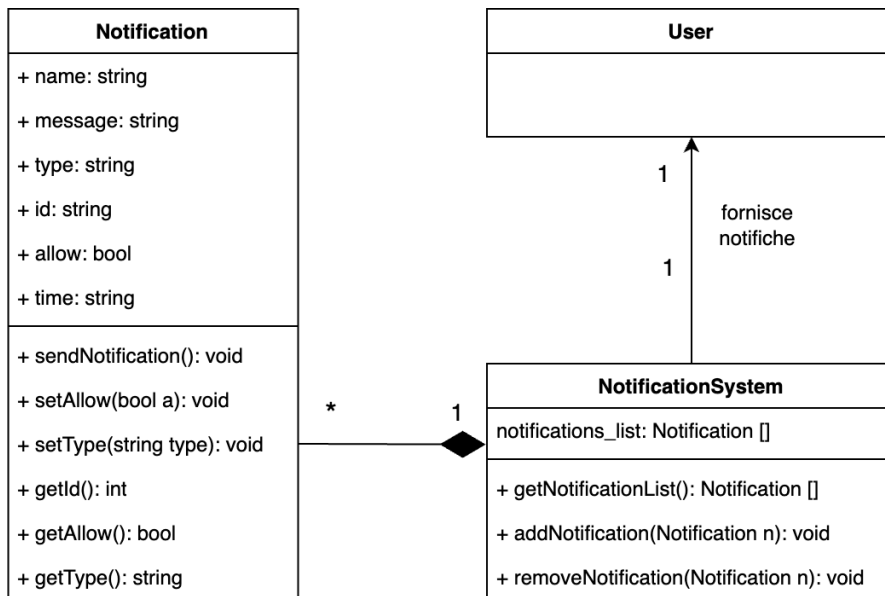 Notification
+ name: string
+ message: string
+ type: string
+ id: string
+ allow: bool
+ time: string
+ sendNotification(): void
+ setAllow(bool a): void
+ setType(string type): void
+ getId(): int
+ getAllow(): bool
+ getType(): string
*
1
User
1
fornisce
notifiche
1
NotificationSystem
notifications_list: Notification []
+ getNotificationList(): Notification []
+ addNotification(Notification n): void
+ removeNotification(Notification n): void